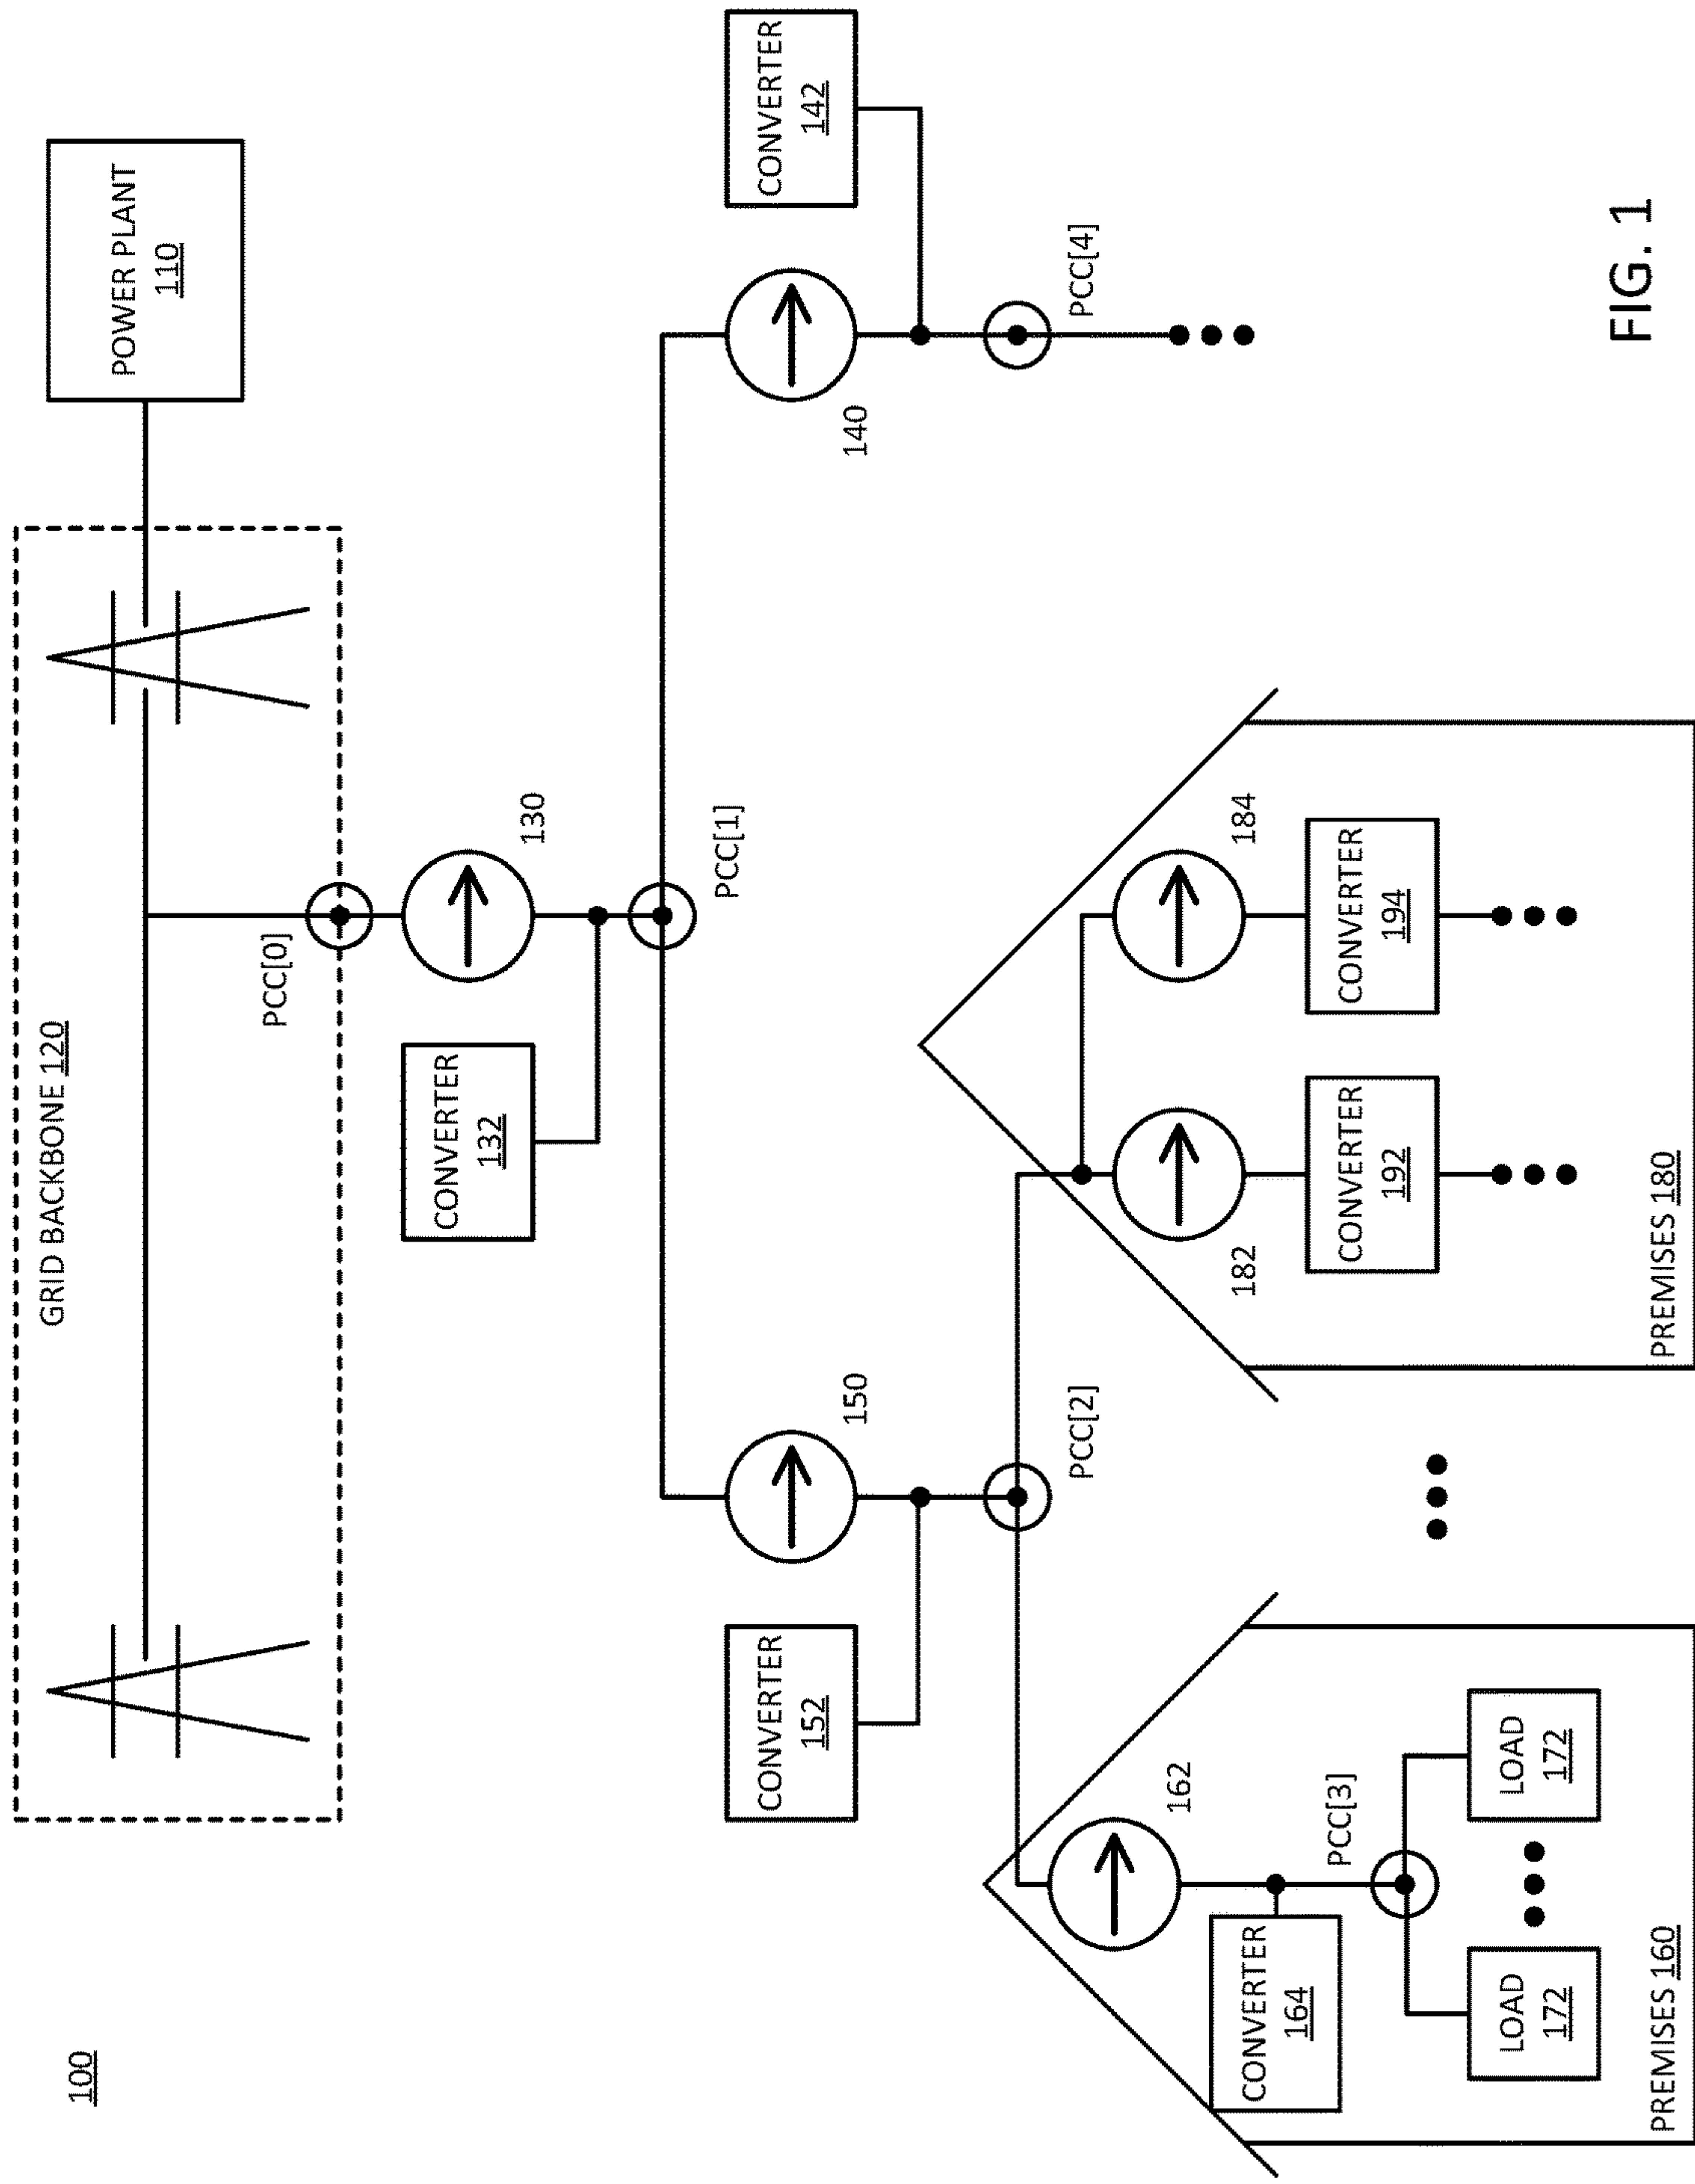 100
GRID BACKBONE 120
POWER PLANT
110
PCC[0]
130
CONVERTER
132
PCC[1]
CONVERTER
152
150
140
CONVERTER
142
PCC[2]
PCC[4]
162
CONVERTER
164
PCC[3]
LOAD
172
LOAD
172
PREMISES 160
182
184
CONVERTER
192
CONVERTER
194
PREMISES 180
FIG. 1